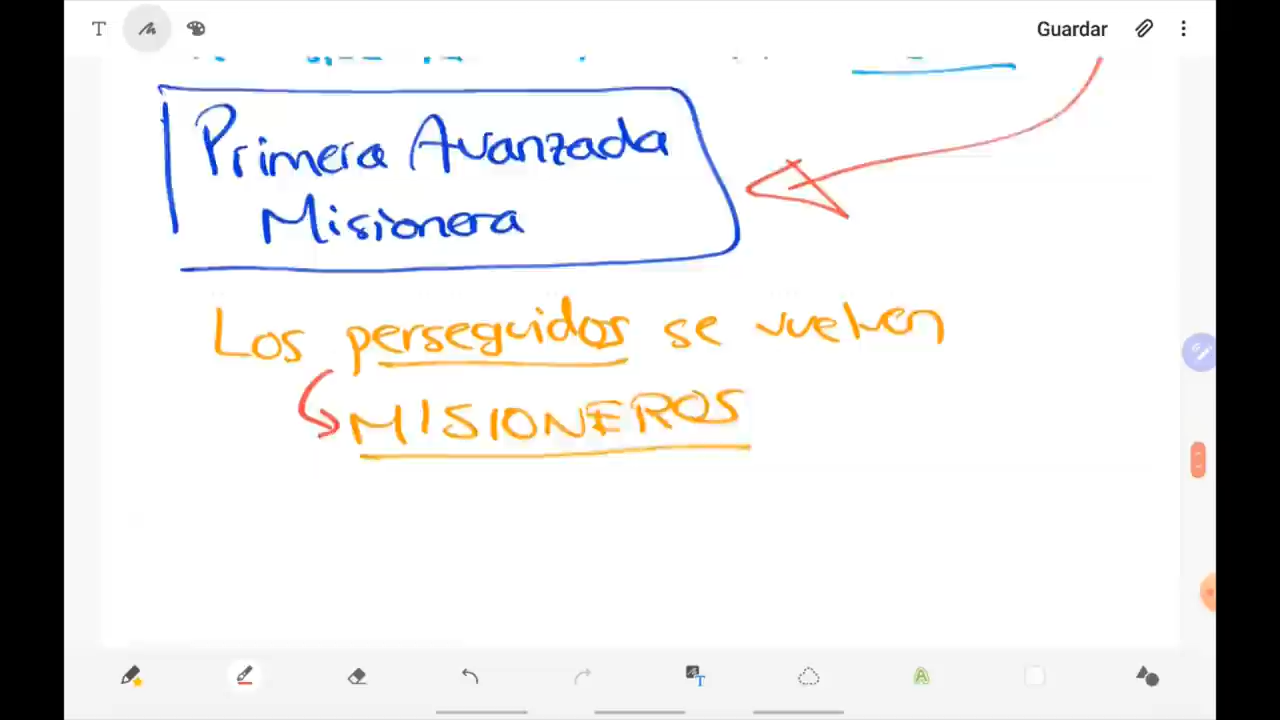 T
Guardar
Primera Avanzada
Misionera
Los perseguidos se vuelven
MISIONEROS
T
A